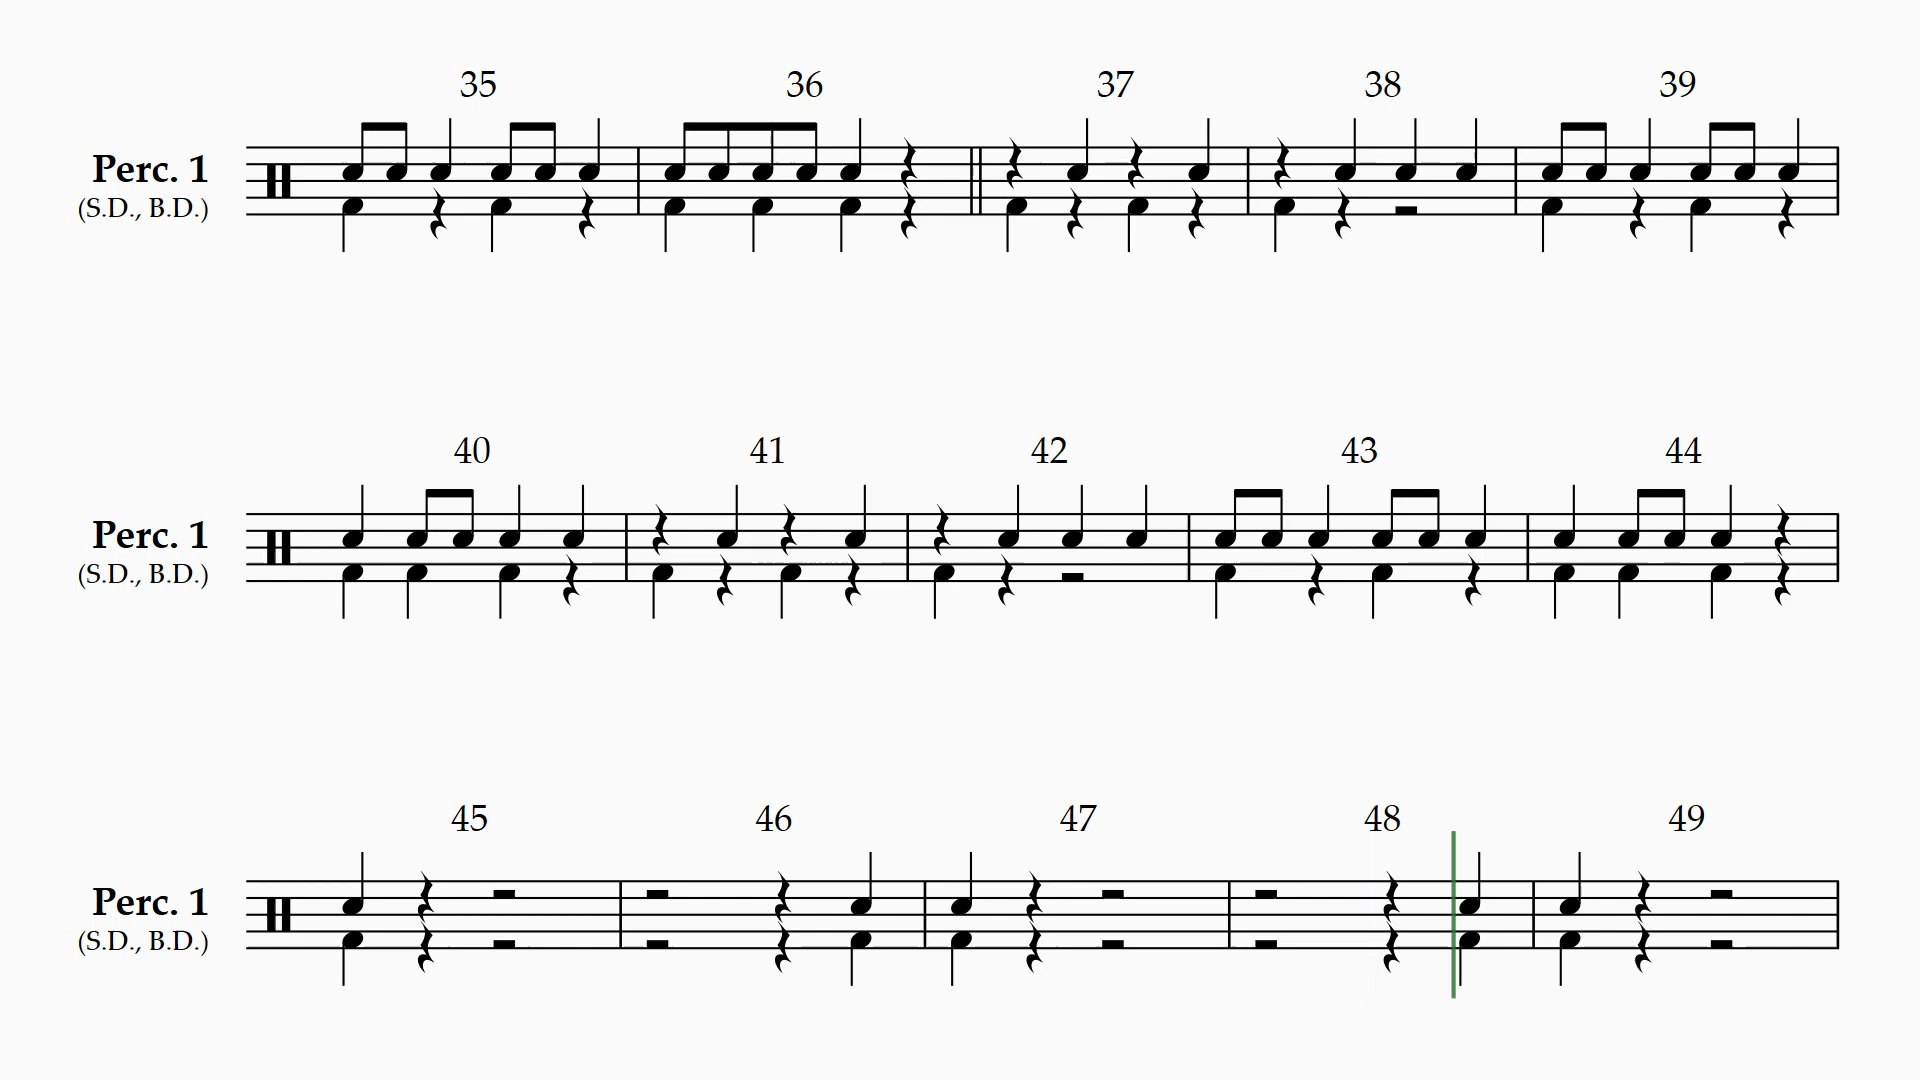 35 36 37 38 39
Perc. 1
(S.D., B.D.)
40 41 42 43 44
Perc. 1
(S.D., B.D.)
45 46 47 48 49
Perc. 1
(S.D., B.D.)